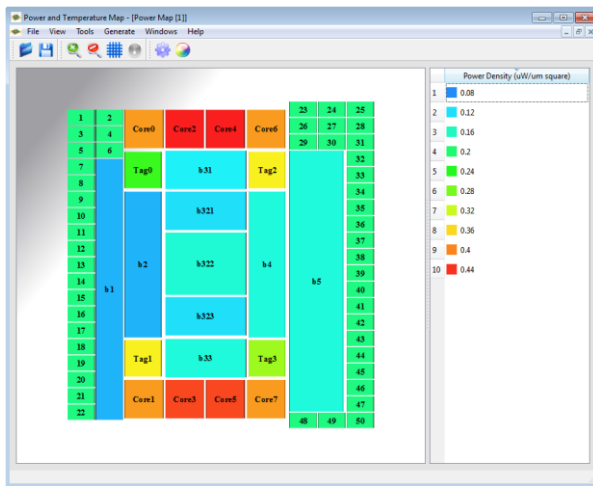 Power and Temperature Map - [Power Map [1]]
File View Tools Generate Windows Help
Power Density (uW/um square)
1 0.08
2 0.12
3 0.16
4 0.2
5 0.24
6 0.28
7 0.32
8 0.36
9 0.4
10 0.44
1 2 Core0 Core2 Core4 Core6 23 24 25
3 4 26 27 28
5 6 29 30 31
7 Tag0 b31 Tag2 32
8 33
9 34
10 b321 35
11 36
12 37
13 b2 b322 b4 38
14 b1 b5 39
15 40
16 b323 41
17 42
18 43
19 Tag1 b33 Tag3 44
20 45
21 Core1 Core3 Core5 Core7 46
22 47
48 49 50